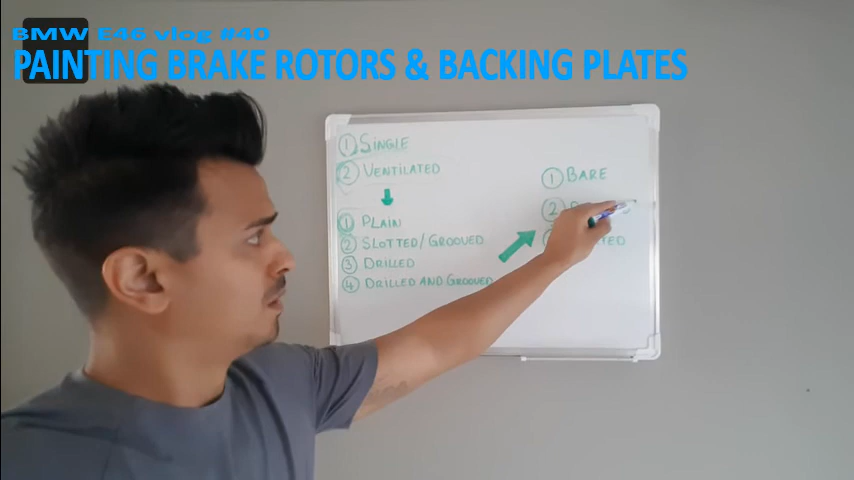 BMW E46 vlog #40
PAINTING BRAKE ROTORS & BACKING PLATES
① SINGLE
② VENTILATED
① PLAIN
② SLOTTED/GROOVED
③ DRILLED
④ DRILLED AND GROOVED
① BARE
②